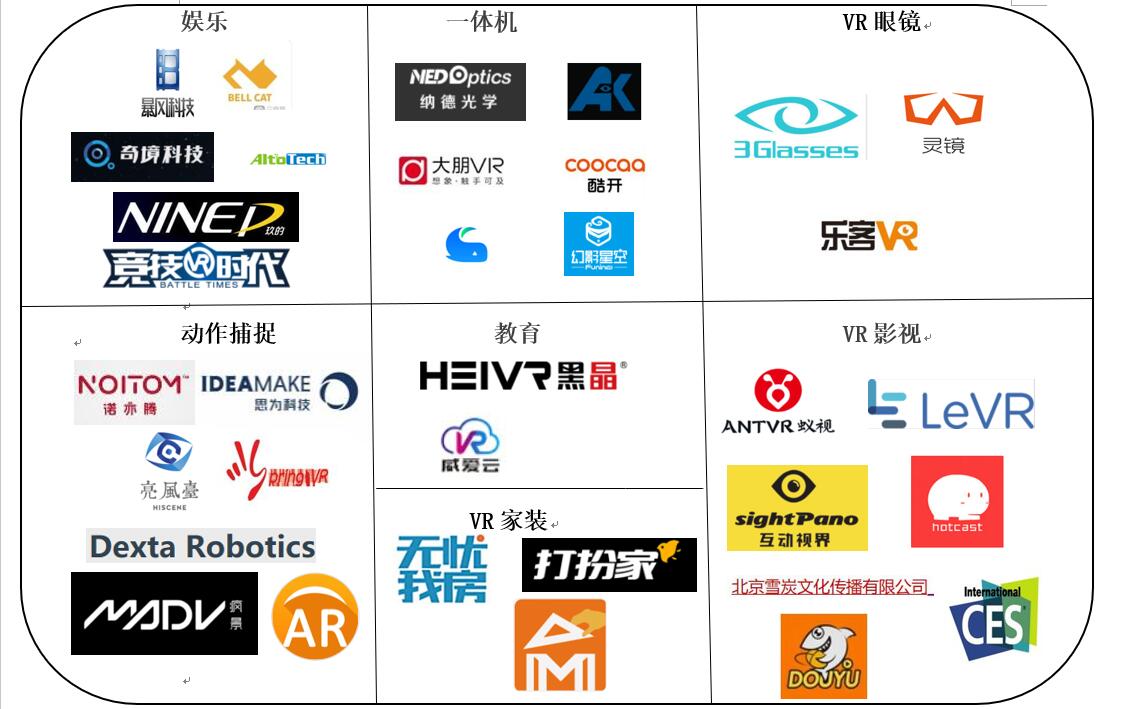 娱乐
暴风科技
BELL CAT
奇境科技
AltoTech
NINED
玖的
竞技VR时代
BATTLE TIMES
一体机
NED Optics
纳德光学
AK
大朋VR
想象·触手可及
coocaa
酷开
幻影星空
VR眼镜
3Glasses
灵镜
乐客VR
动作捕捉
NOITOM™
诺亦腾
IDEAMAKE
思为科技
亮風臺
HISCENE
Dexta Robotics
MADV 疯景
AR
教育
HEIVR黑晶®
VR
威爱云
VR家装
无忧我房
打扮家
VR影视
ANTVR 蚁视
LeVR
sightPano
互动视界
hotcast
北京雪炭文化传播有限公司
International
CES
DOUYU